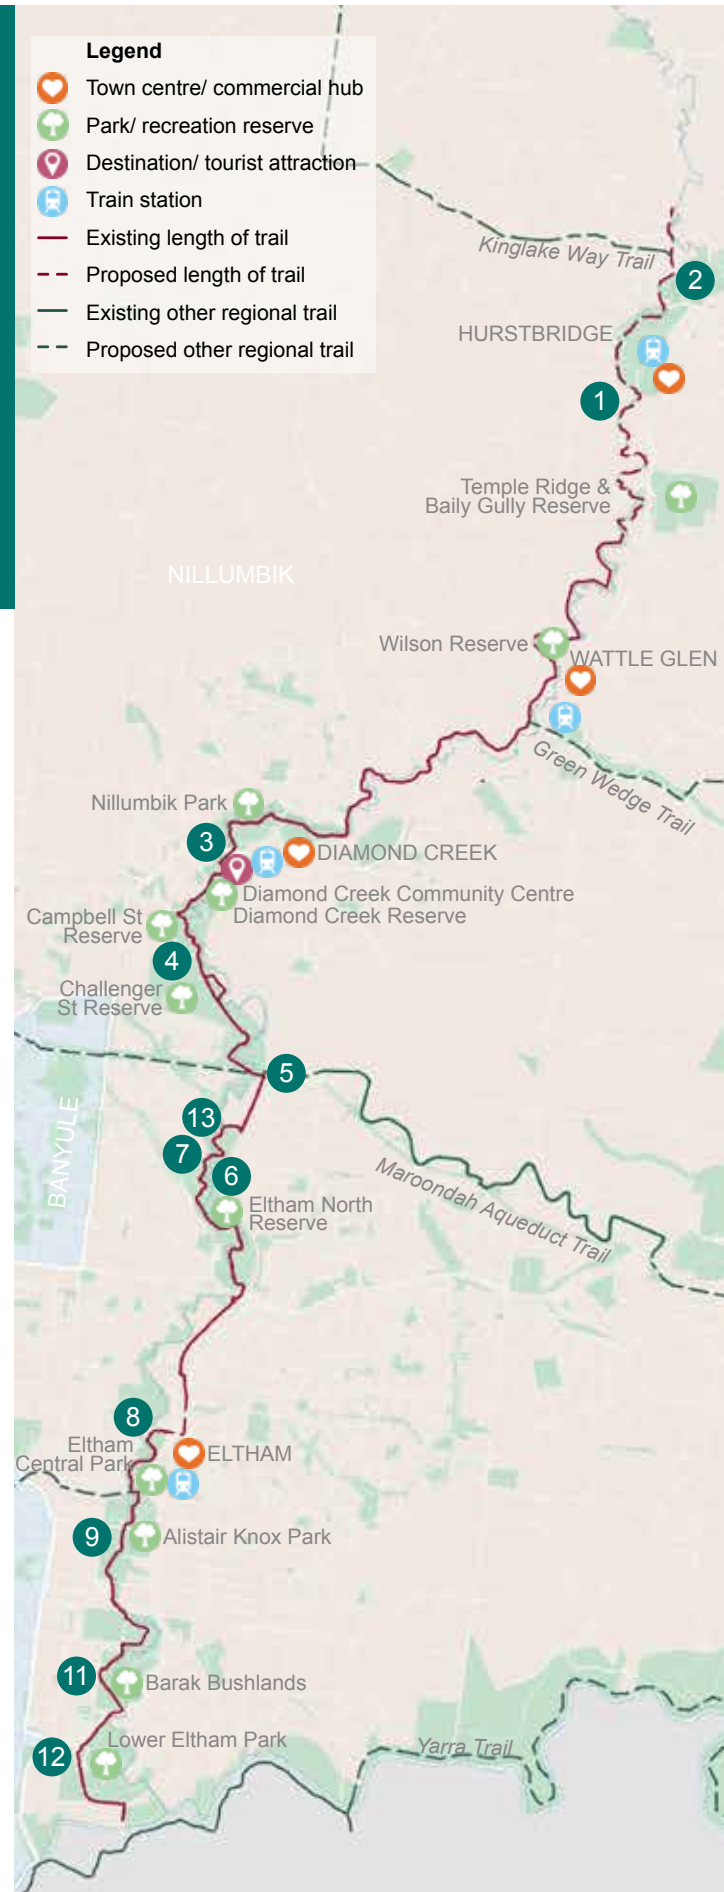 Legend
Town centre/ commercial hub
Park/ recreation reserve
Destination/ tourist attraction
Train station
Existing length of trail
Proposed length of trail
Existing other regional trail
Proposed other regional trail
Kinglake Way Trail
2
HURSTBRIDGE
1
Temple Ridge &
Baily Gully Reserve
NILLUMBIK
Wilson Reserve
WATTLE GLEN
Green Wedge Trail
Nillumbik Park
3
DIAMOND CREEK
Diamond Creek Community Centre
Diamond Creek Reserve
Campbell St
Reserve
4
Challenger
St Reserve
5
BANYULE
13
7
6
Maroondah Aqueduct Trail
Eltham North
Reserve
8
Eltham
Central Park
ELTHAM
9
Alistair Knox Park
11
Barak Bushlands
Lower Eltham Park
12
Yarra Trail